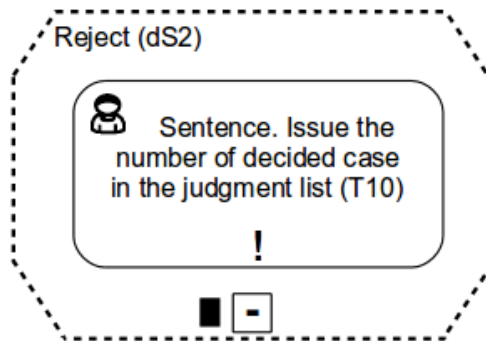 Reject (dS2)
Sentence. Issue the
number of decided case
in the judgment list (T10)
!
-